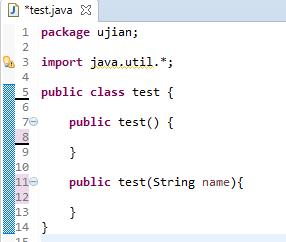 *test.java
1 package ujian;
2
3 import java.util.*;
4
5 public class test {
6
7 public test() {
8
9 }
10
11 public test(String name){
12
13 }
14 }
15